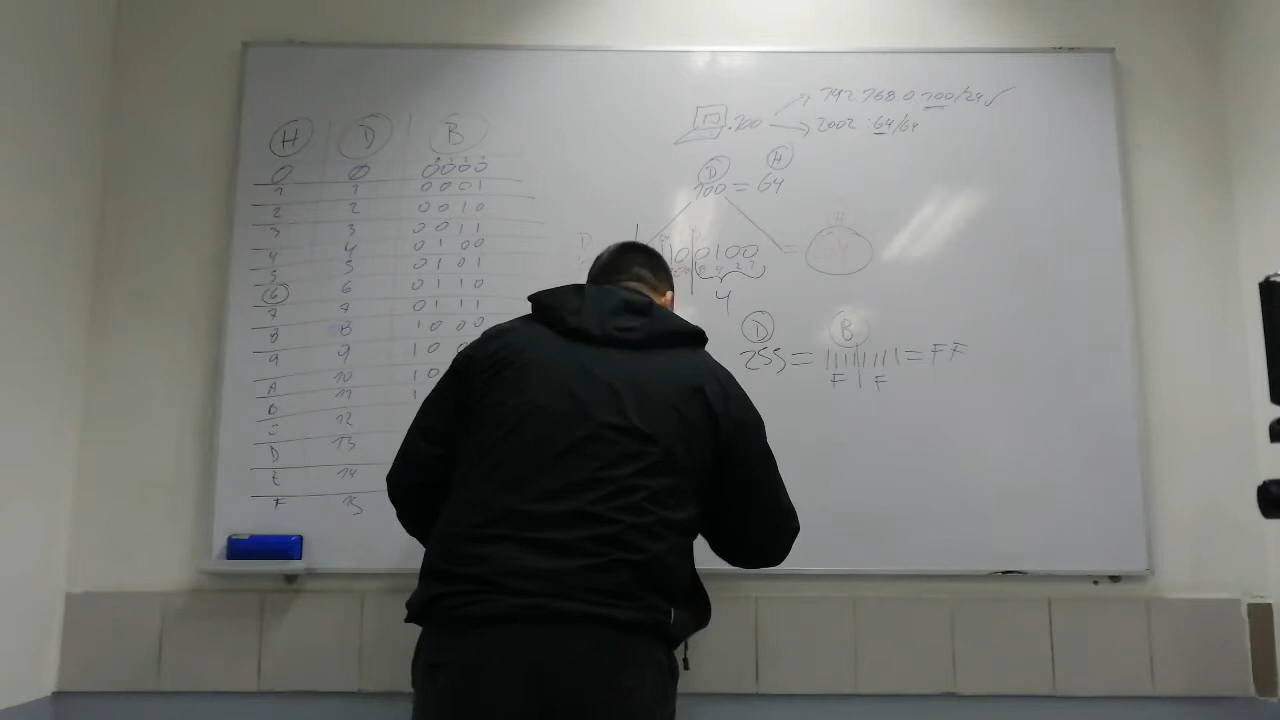 H D B
0 0 0000
1 1 0001
2 2 0010
3 3 0011
4 4 0100
5 5 0101
6 6 0110
7 7 0111
8 8 1000
9 9 100
A 10 10
B 11 1
C 12
D 13
E 14
F 15
.100
192.168.0.100/24
2002::64/64
D H
100 = 64
0100 =
4
D B
255 = 11111111 = FF
F F